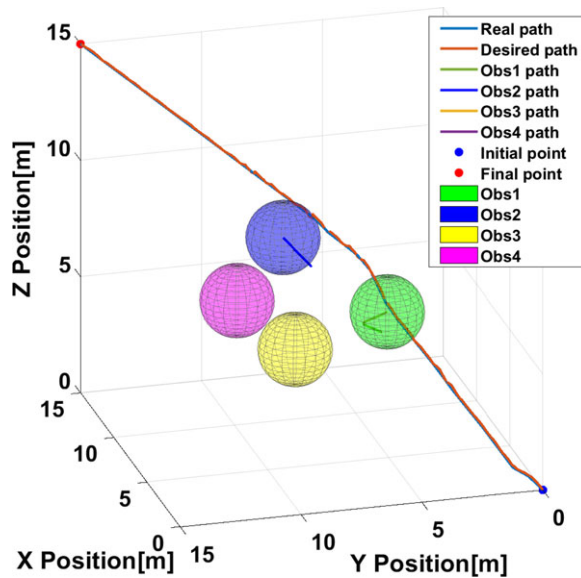 15
10
5
0
Z Position[m]
15
10
5
0
X Position[m]
15
10
5
0
Y Position[m]
Real path
Desired path
Obs1 path
Obs2 path
Obs3 path
Obs4 path
Initial point
Final point
Obs1
Obs2
Obs3
Obs4